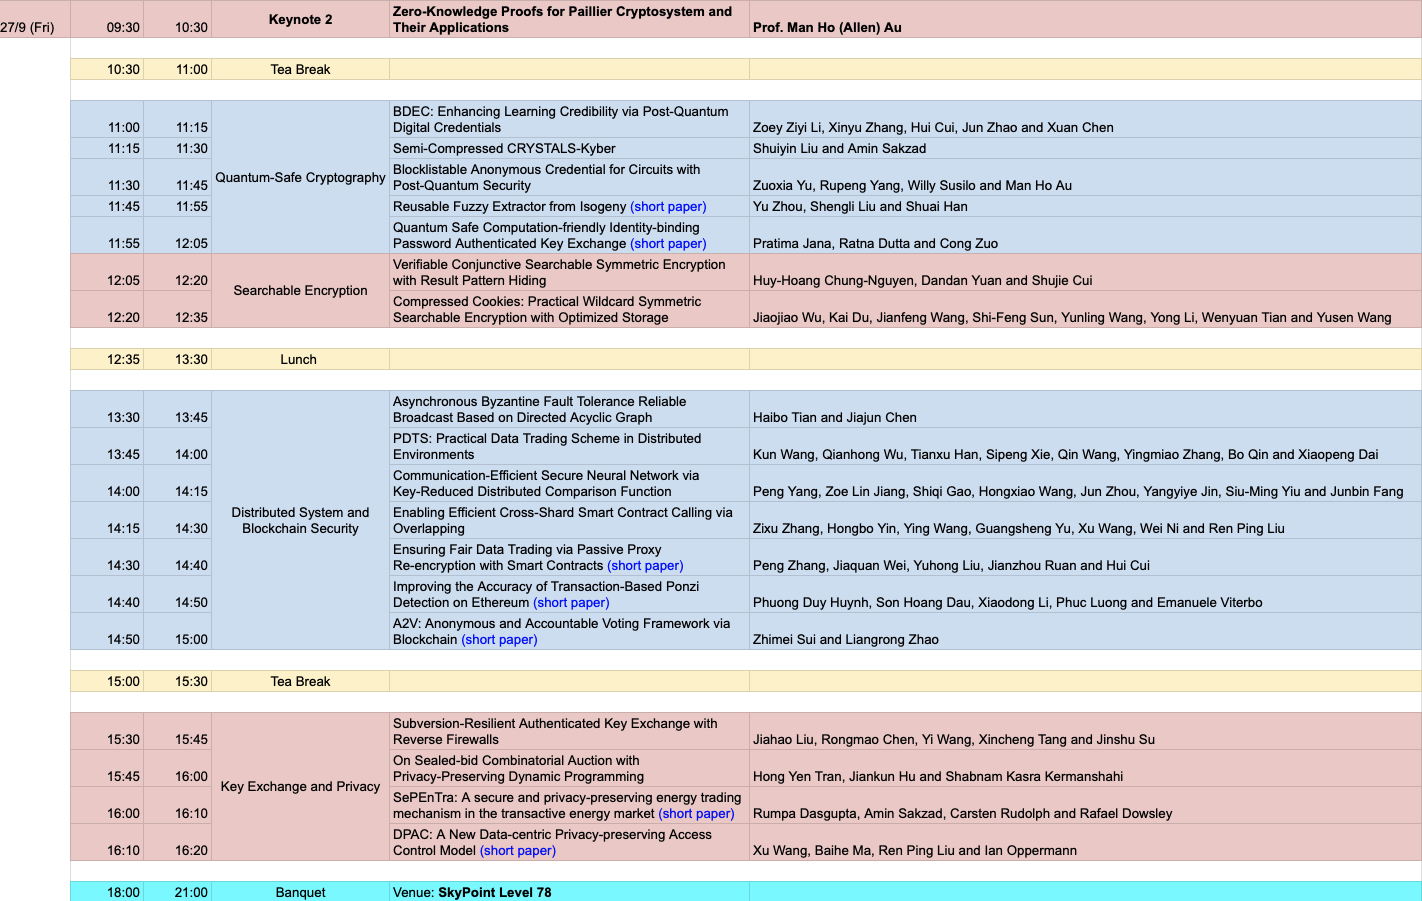 27/9 (Fri) 09:30 10:30 Keynote 2 Zero-Knowledge Proofs for Paillier Cryptosystem and
Their Applications Prof. Man Ho (Allen) Au
10:30 11:00 Tea Break
Quantum-Safe Cryptography
11:00 11:15 BDEC: Enhancing Learning Credibility via Post-Quantum
Digital Credentials Zoey Ziyi Li, Xinyu Zhang, Hui Cui, Jun Zhao and Xuan Chen
11:15 11:30 Semi-Compressed CRYSTALS-Kyber Shuiyin Liu and Amin Sakzad
11:30 11:45 Blocklistable Anonymous Credential for Circuits with
Post-Quantum Security Zuoxia Yu, Rupeng Yang, Willy Susilo and Man Ho Au
11:45 11:55 Reusable Fuzzy Extractor from Isogeny (short paper) Yu Zhou, Shengli Liu and Shuai Han
11:55 12:05 Quantum Safe Computation-friendly Identity-binding
Password Authenticated Key Exchange (short paper) Pratima Jana, Ratna Dutta and Cong Zuo
Searchable Encryption
12:05 12:20 Verifiable Conjunctive Searchable Symmetric Encryption
with Result Pattern Hiding Huy-Hoang Chung-Nguyen, Dandan Yuan and Shujie Cui
12:20 12:35 Compressed Cookies: Practical Wildcard Symmetric
Searchable Encryption with Optimized Storage Jiaojiao Wu, Kai Du, Jianfeng Wang, Shi-Feng Sun, Yunling Wang, Yong Li, Wenyuan Tian and Yusen Wang
12:35 13:30 Lunch
Distributed System and
Blockchain Security
13:30 13:45 Asynchronous Byzantine Fault Tolerance Reliable
Broadcast Based on Directed Acyclic Graph Haibo Tian and Jiajun Chen
13:45 14:00 PDTS: Practical Data Trading Scheme in Distributed
Environments Kun Wang, Qianhong Wu, Tianxu Han, Sipeng Xie, Qin Wang, Yingmiao Zhang, Bo Qin and Xiaopeng Dai
14:00 14:15 Communication-Efficient Secure Neural Network via
Key-Reduced Distributed Comparison Function Peng Yang, Zoe Lin Jiang, Shiqi Gao, Hongxiao Wang, Jun Zhou, Yangyiye Jin, Siu-Ming Yiu and Junbin Fang
14:15 14:30 Enabling Efficient Cross-Shard Smart Contract Calling via
Overlapping Zixu Zhang, Hongbo Yin, Ying Wang, Guangsheng Yu, Xu Wang, Wei Ni and Ren Ping Liu
14:30 14:40 Ensuring Fair Data Trading via Passive Proxy
Re-encryption with Smart Contracts (short paper) Peng Zhang, Jiaquan Wei, Yuhong Liu, Jianzhou Ruan and Hui Cui
14:40 14:50 Improving the Accuracy of Transaction-Based Ponzi
Detection on Ethereum (short paper) Phuong Duy Huynh, Son Hoang Dau, Xiaodong Li, Phuc Luong and Emanuele Viterbo
14:50 15:00 A2V: Anonymous and Accountable Voting Framework via
Blockchain (short paper) Zhimei Sui and Liangrong Zhao
15:00 15:30 Tea Break
Key Exchange and Privacy
15:30 15:45 Subversion-Resilient Authenticated Key Exchange with
Reverse Firewalls Jiahao Liu, Rongmao Chen, Yi Wang, Xincheng Tang and Jinshu Su
15:45 16:00 On Sealed-bid Combinatorial Auction with
Privacy-Preserving Dynamic Programming Hong Yen Tran, Jiankun Hu and Shabnam Kasra Kermanshahi
16:00 16:10 SePEnTra: A secure and privacy-preserving energy trading
mechanism in the transactive energy market (short paper) Rumpa Dasgupta, Amin Sakzad, Carsten Rudolph and Rafael Dowsley
16:10 16:20 DPAC: A New Data-centric Privacy-preserving Access
Control Model (short paper) Xu Wang, Baihe Ma, Ren Ping Liu and Ian Oppermann
18:00 21:00 Banquet Venue: SkyPoint Level 78